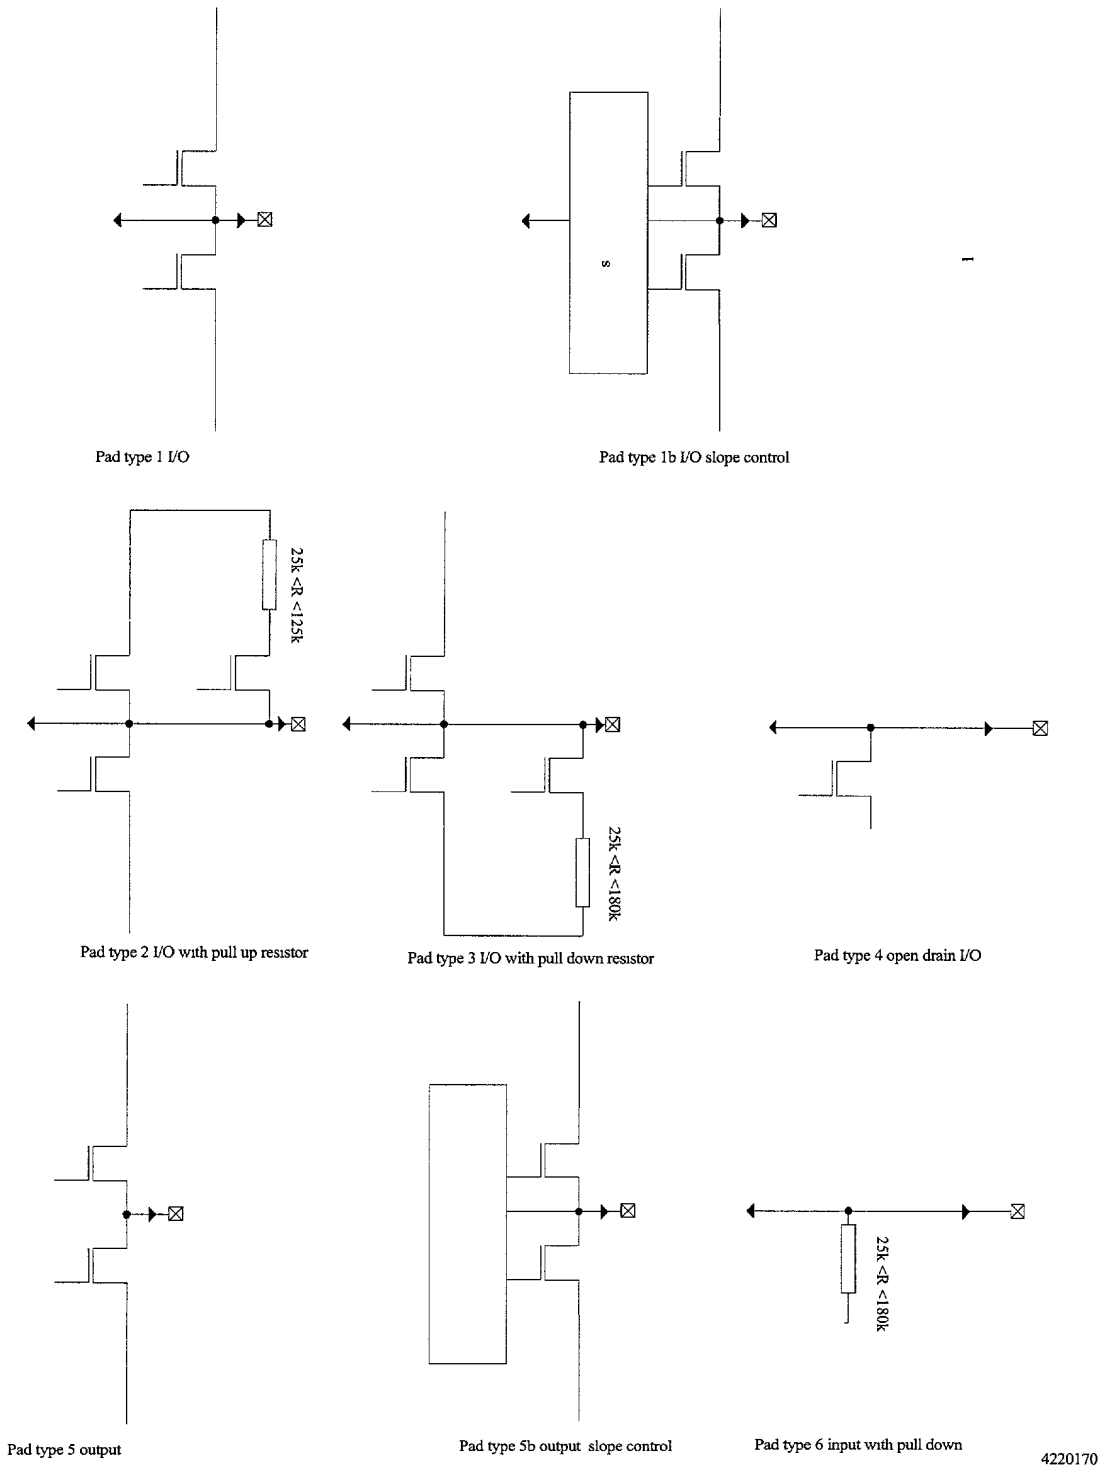 s
1
Pad type 1 I/O
Pad type 1b I/O slope control
25k <R <125k
25k <R <180k
Pad type 2 I/O with pull up resistor
Pad type 3 I/O with pull down resistor
Pad type 4 open drain I/O
25k <R <180k
Pad type 5 output
Pad type 5b output slope control
Pad type 6 input with pull down
4220170